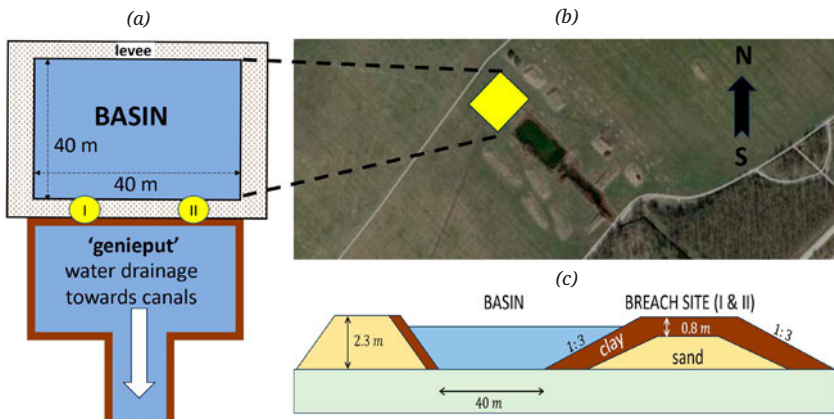 (a)
levee
BASIN
40 m
40 m
I
II
'genieput'
water drainage
towards canals
(b)
N
S
(c)
BASIN
BREACH SITE (I & II)
2.3 m
1:3
clay
0.8 m
1:3
sand
40 m